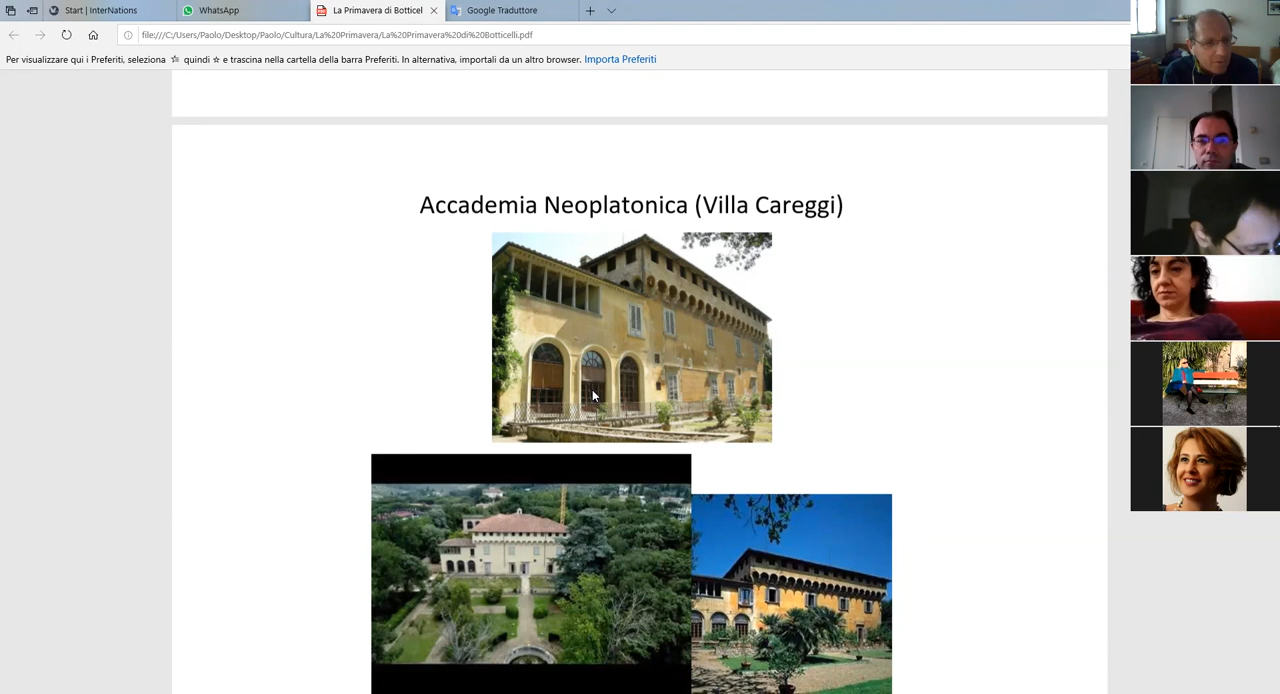 Start | InterNations
WhatsApp
La Primavera di Botticel
Google Traduttore
file:///C:/Users/Paolo/Desktop/Paolo/Cultura/La%20Primavera/La%20Primavera%20di%20Botticelli.pdf
Per visualizzare qui i Preferiti, seleziona quindi ☆ e trascina nella cartella della barra Preferiti. In alternativa, importali da un altro browser. Importa Preferiti
Accademia Neoplatonica (Villa Careggi)